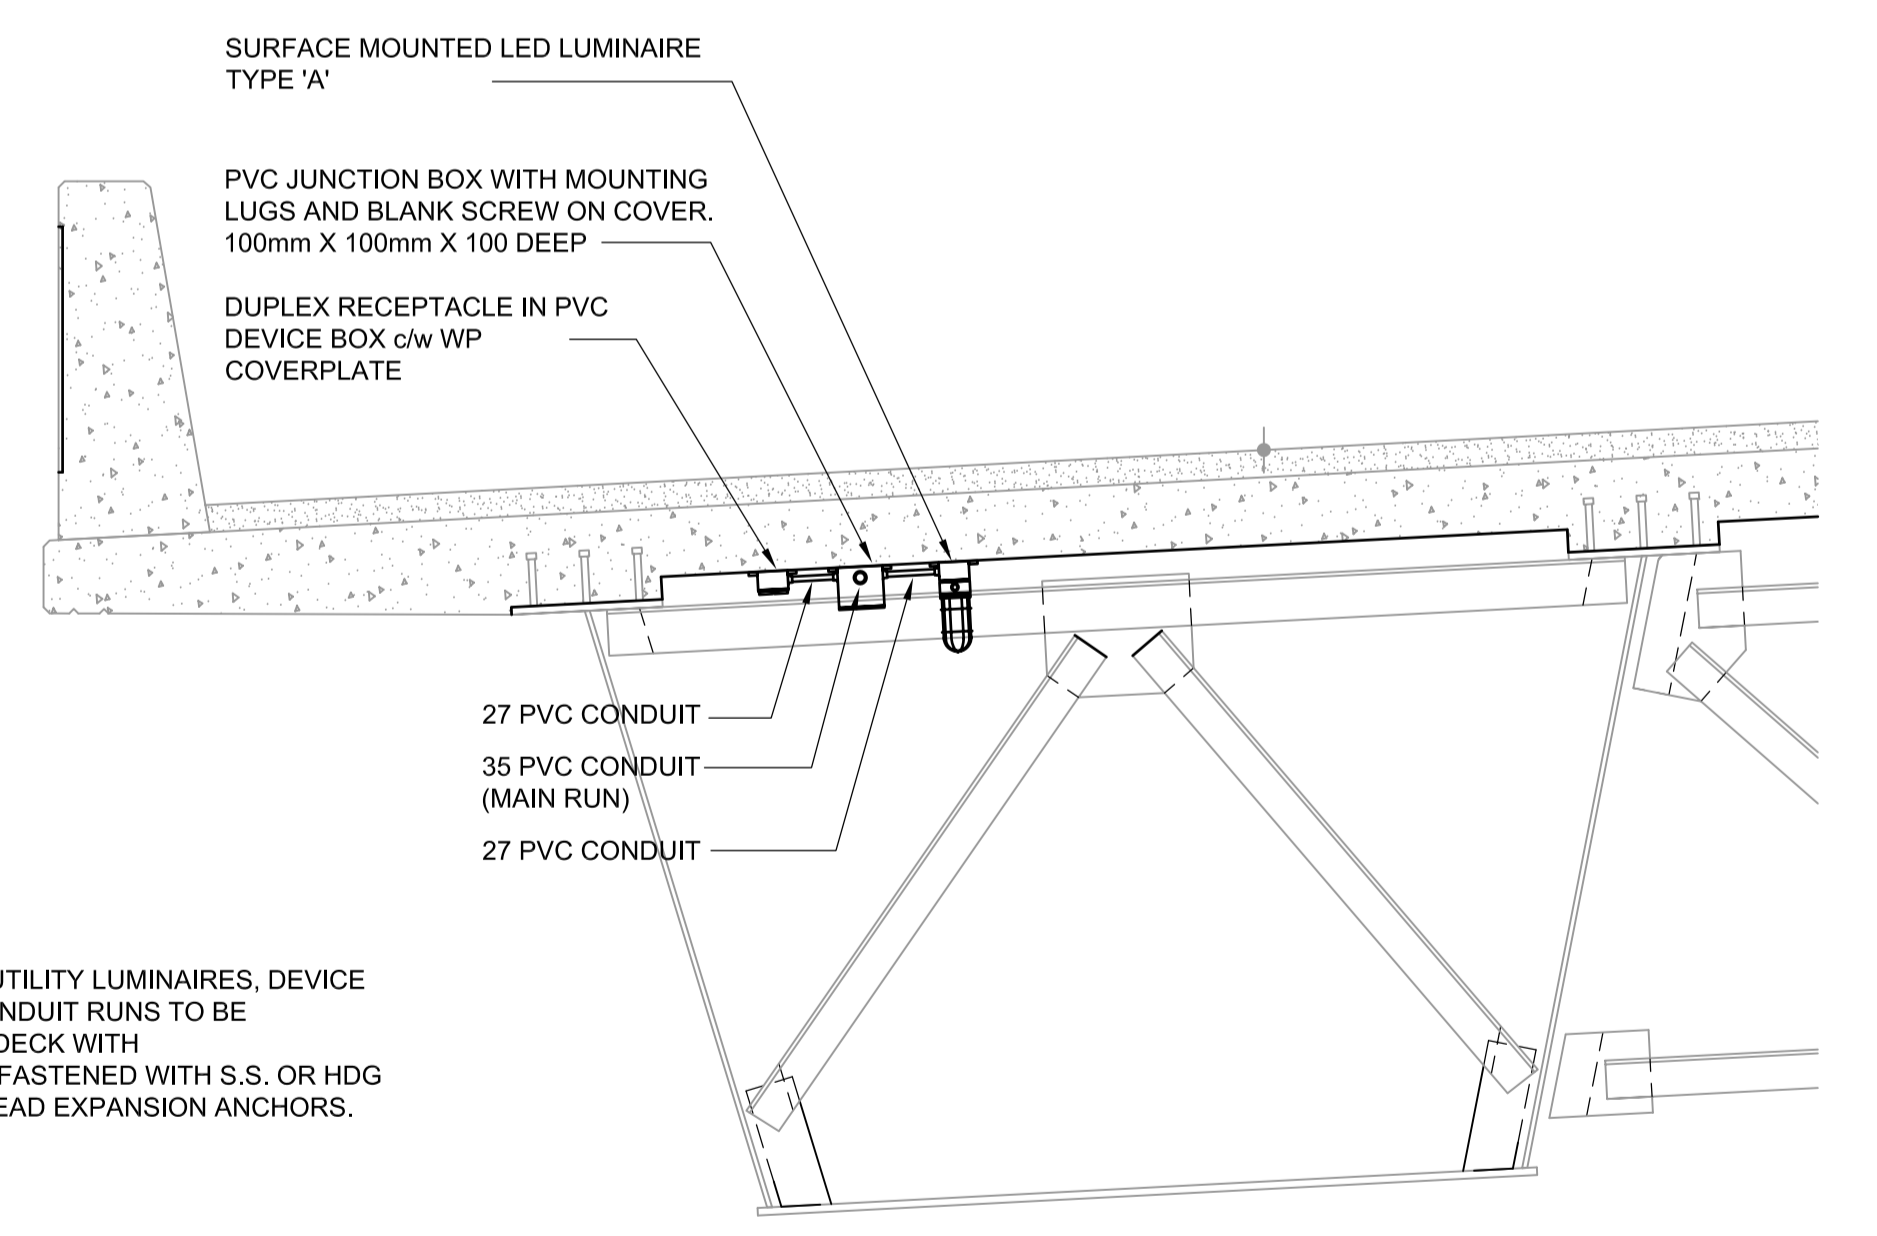 SURFACE MOUNTED LED LUMINAIRE
TYPE 'A'
PVC JUNCTION BOX WITH MOUNTING
LUGS AND BLANK SCREW ON COVER.
100mm X 100mm X 100 DEEP
DUPLEX RECEPTACLE IN PVC
DEVICE BOX c/w WP
COVERPLATE
27 PVC CONDUIT
35 PVC CONDUIT
(MAIN RUN)
27 PVC CONDUIT
UTILITY LUMINAIRES, DEVICE
NDUIT RUNS TO BE
DECK WITH
FASTENED WITH S.S. OR HDG
EAD EXPANSION ANCHORS.